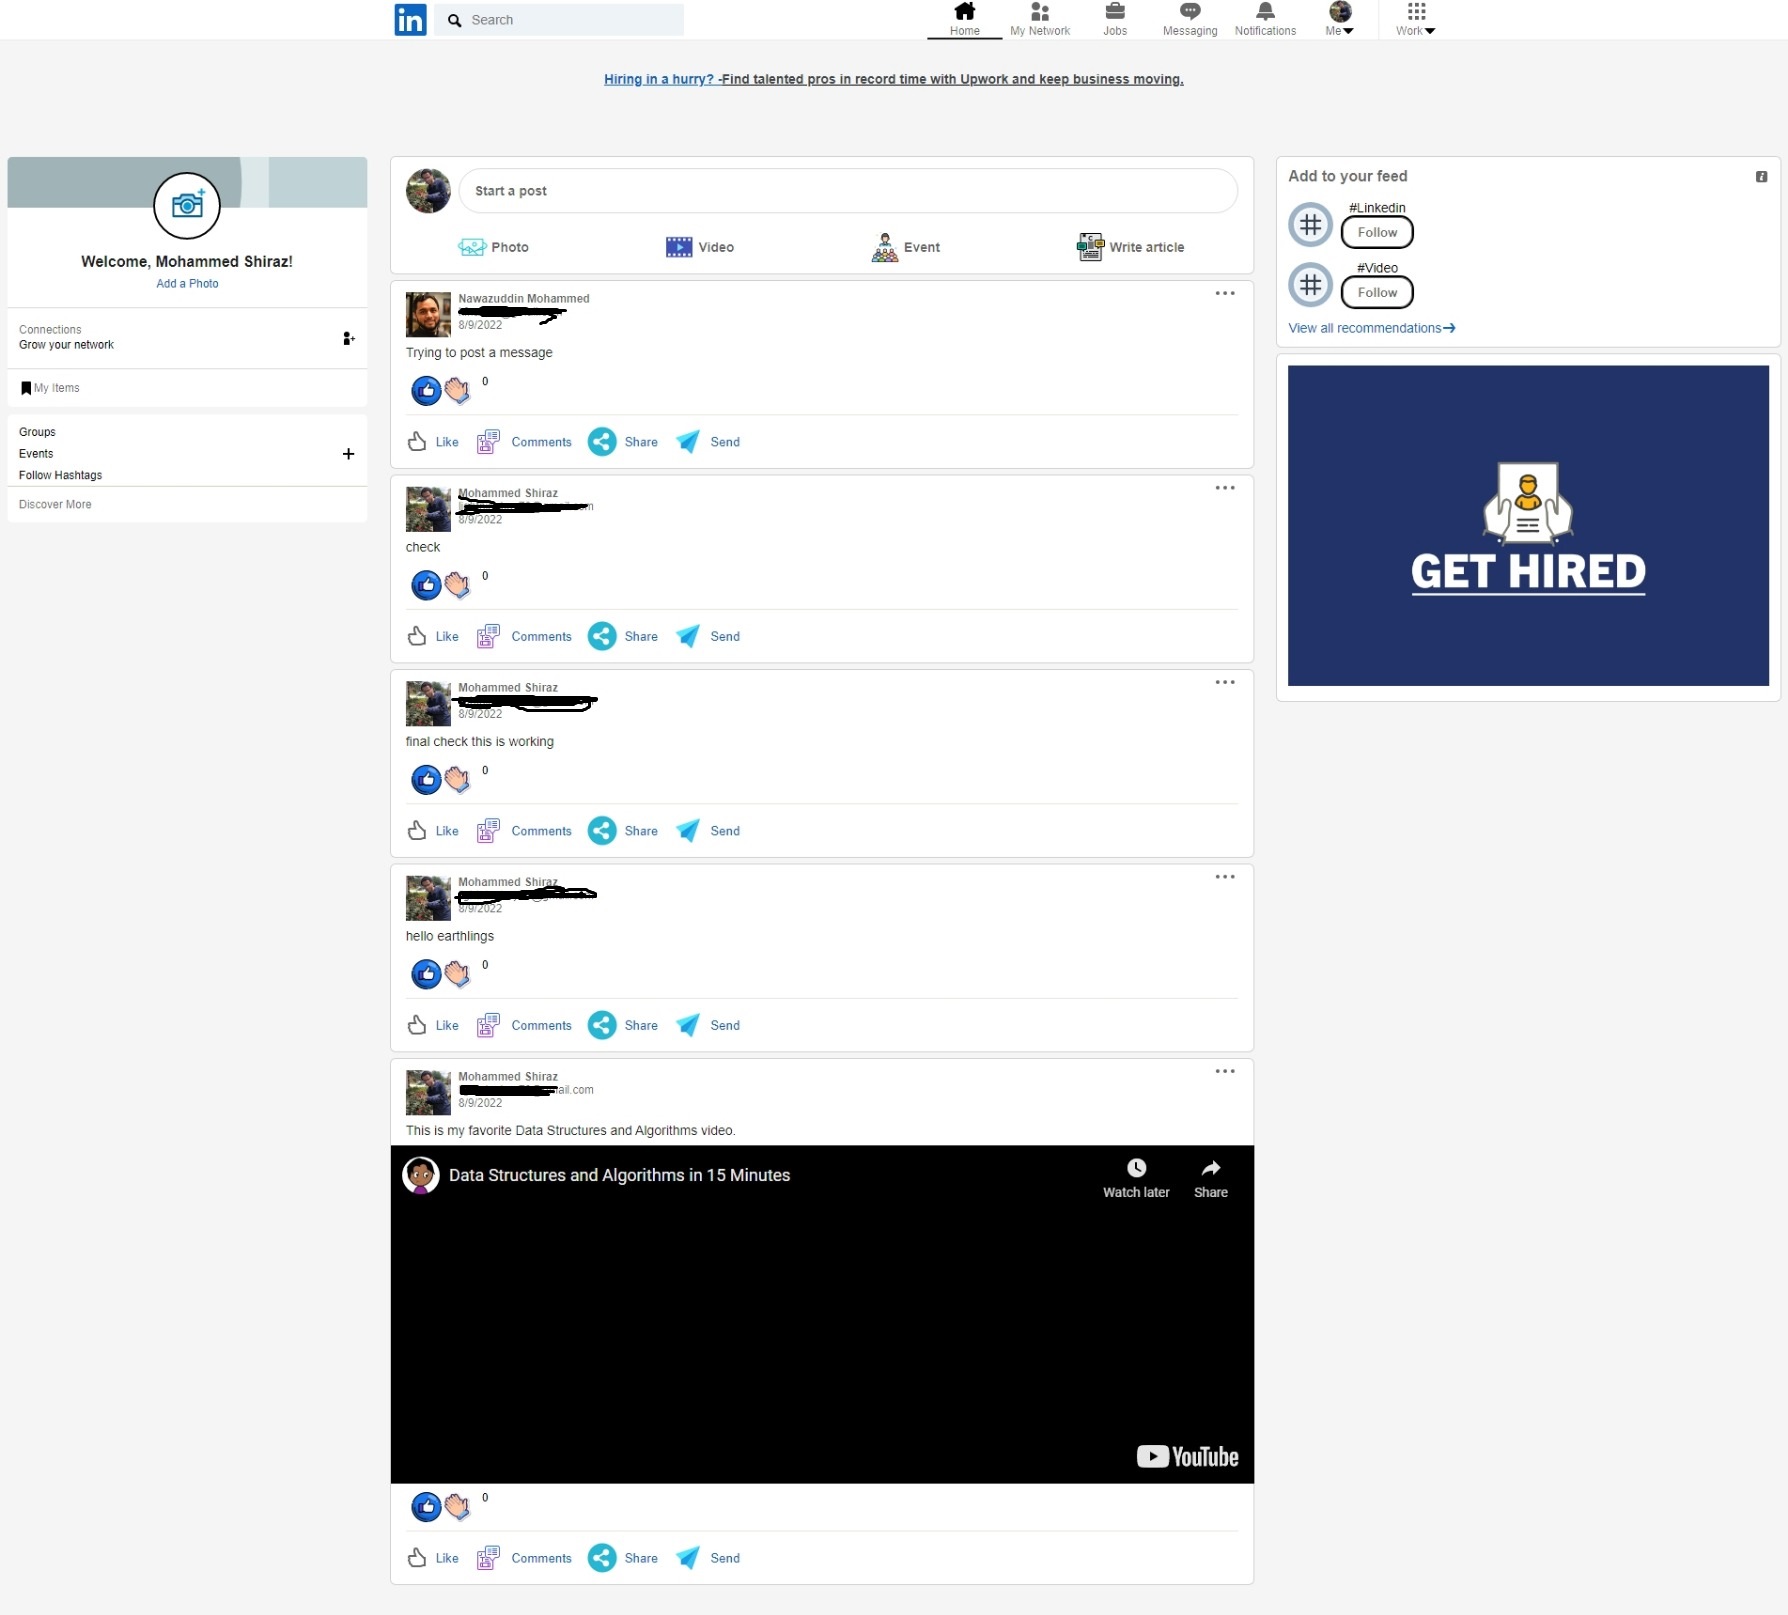 in
Search
Home
My Network
Jobs
Messaging
Notifications
Me
Work
Hiring in a hurry? -Find talented pros in record time with Upwork and keep business moving.
Welcome, Mohammed Shiraz!
Add a Photo
Connections
Grow your network
My Items
Groups
Events
Follow Hashtags
Discover More
Start a post
Photo
Video
Event
Write article
Nawazuddin Mohammed
8/9/2022
Trying to post a message
0
Like
Comments
Share
Send
Mohammed Shiraz
8/9/2022
check
0
Like
Comments
Share
Send
Mohammed Shiraz
8/9/2022
final check this is working
0
Like
Comments
Share
Send
Mohammed Shiraz
8/9/2022
hello earthlings
0
Like
Comments
Share
Send
Mohammed Shiraz
ail.com
8/9/2022
This is my favorite Data Structures and Algorithms video.
Data Structures and Algorithms in 15 Minutes
Watch later
Share
YouTube
0
Like
Comments
Share
Send
Add to your feed
#Linkedin
Follow
#Video
Follow
View all recommendations
GET HIRED